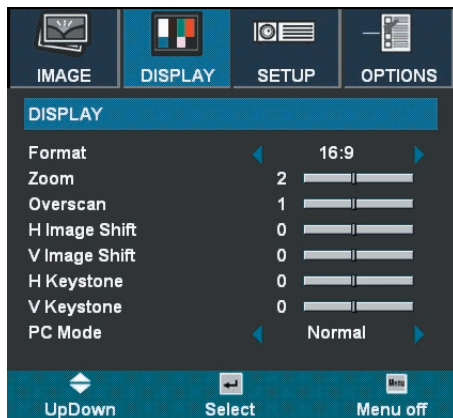 IMAGE DISPLAY SETUP OPTIONS
DISPLAY
Format 16:9
Zoom 2
Overscan 1
H Image Shift 0
V Image Shift 0
H Keystone 0
V Keystone 0
PC Mode Normal
Menu
UpDown Select Menu off